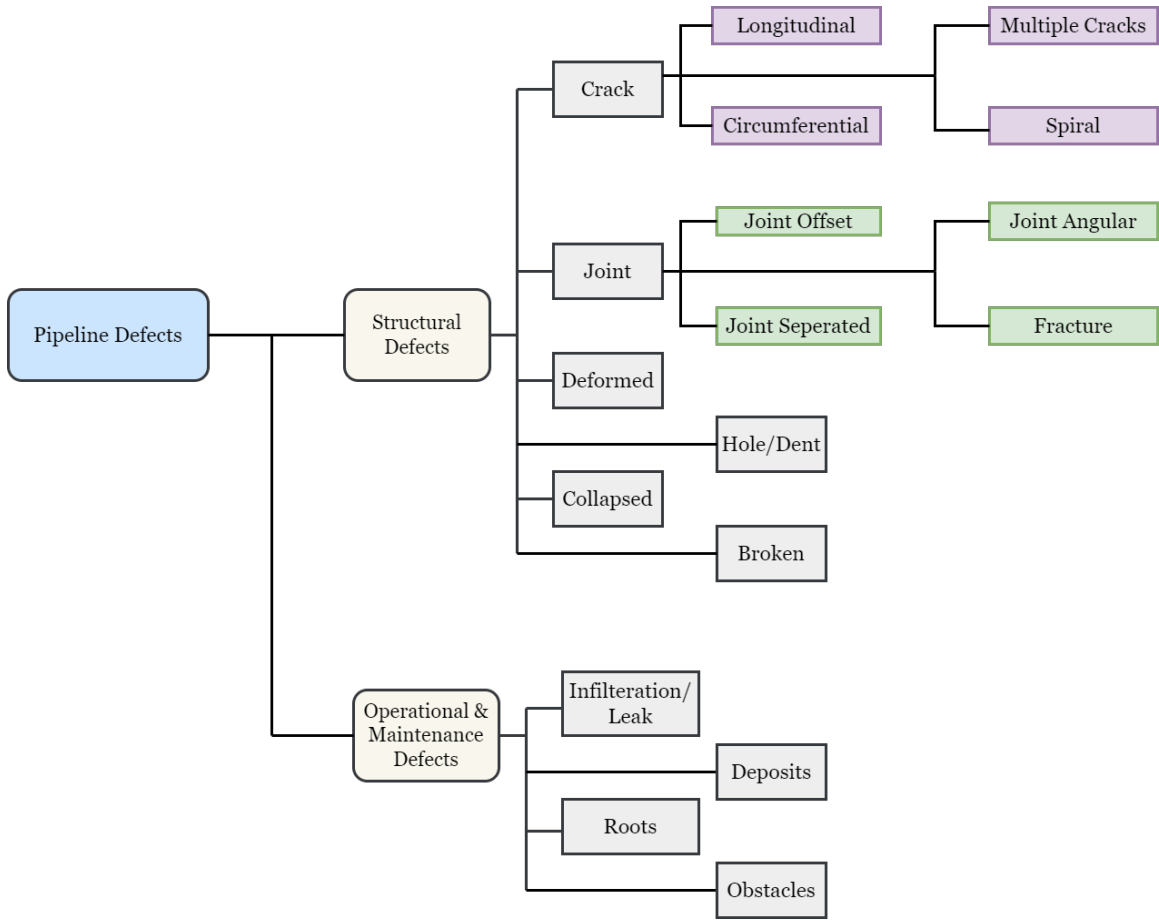 Longitudinal
Multiple Cracks
Crack
Circumferential
Spiral
Joint Offset
Joint Angular
Joint
Joint Seperated
Fracture
Pipeline Defects
Structural
Defects
Deformed
Hole/Dent
Collapsed
Broken
Infilteration/
Leak
Operational &
Maintenance
Defects
Deposits
Roots
Obstacles